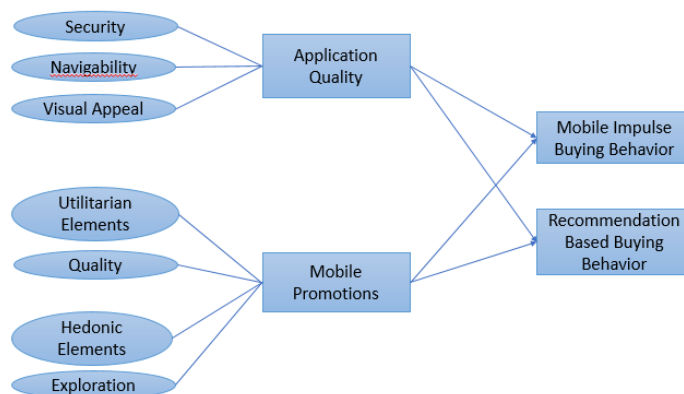 Security
Navigability
Visual Appeal
Application
Quality
Mobile Impulse
Buying Behavior
Utilitarian
Elements
Quality
Hedonic
Elements
Exploration
Mobile
Promotions
Recommendation
Based Buying
Behavior